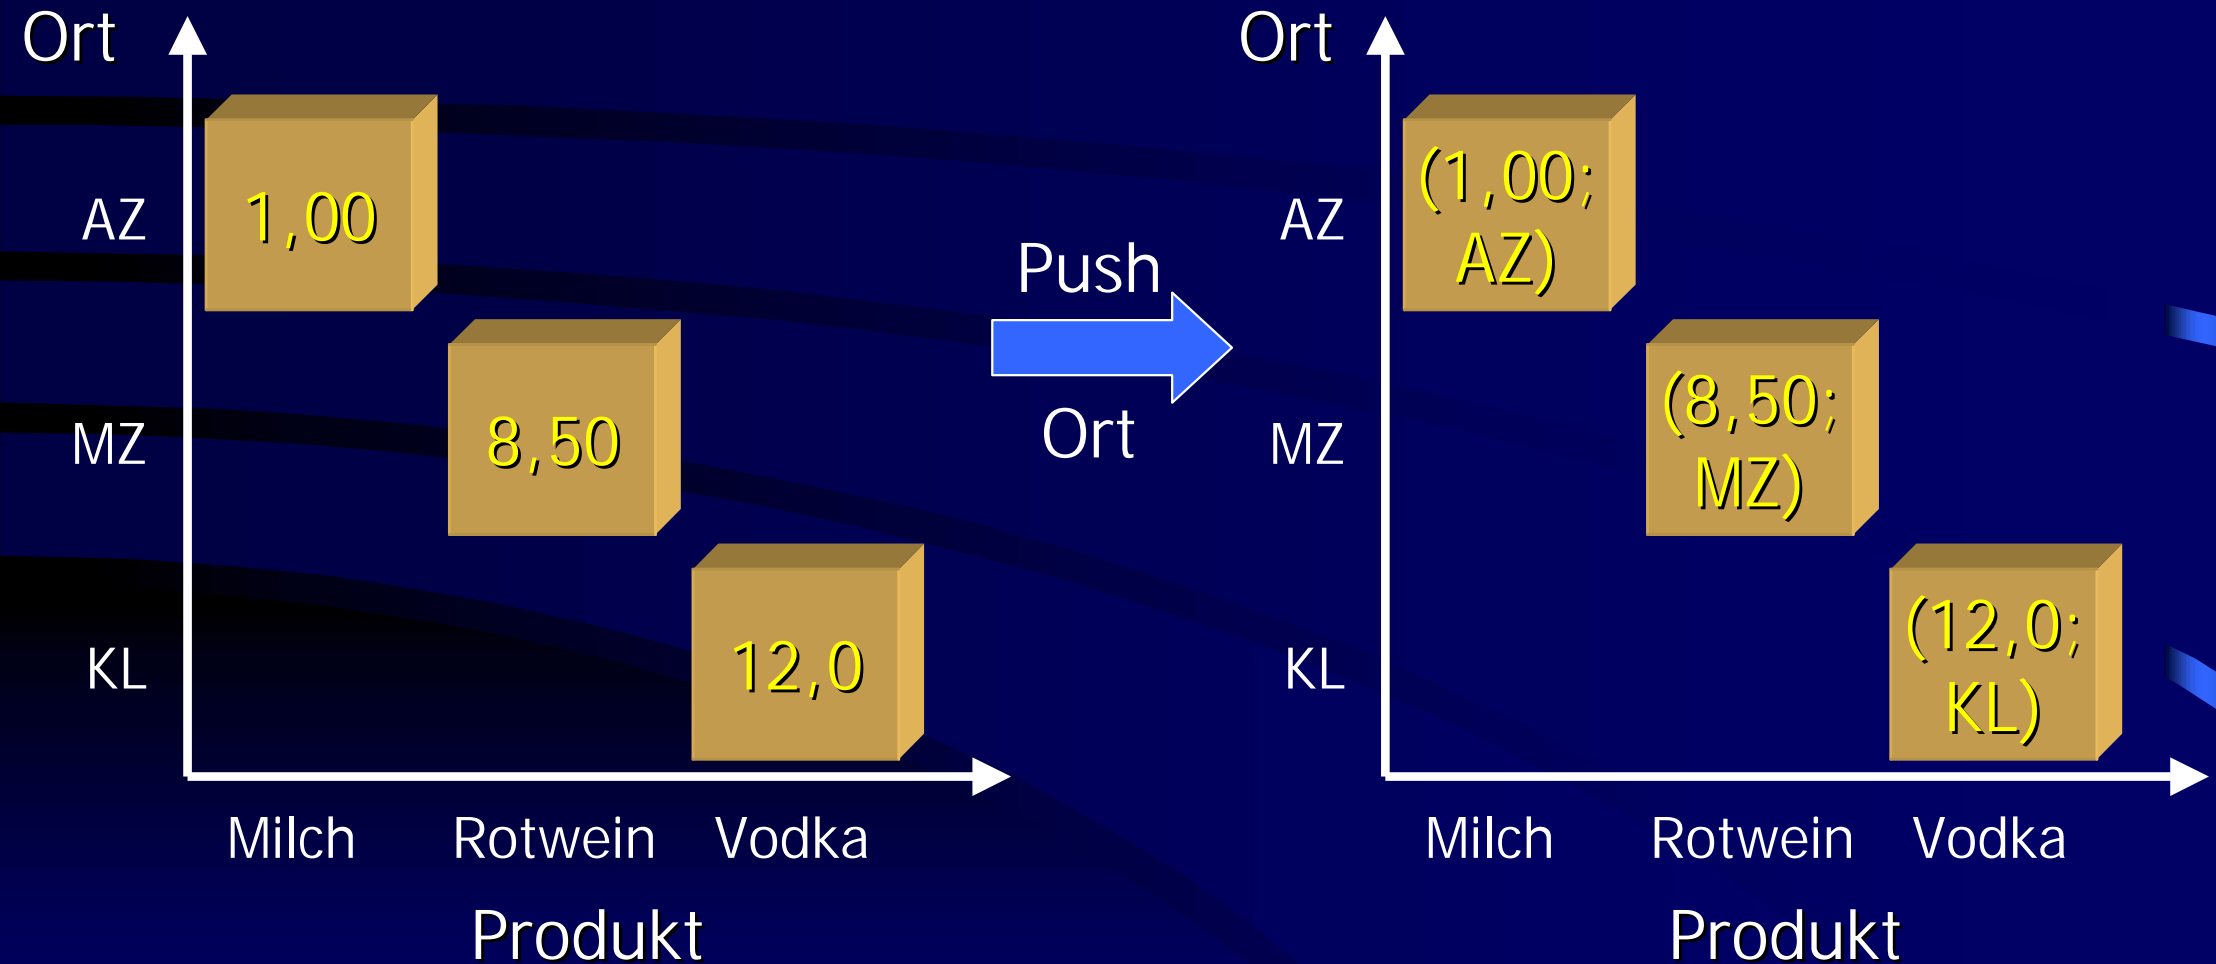 Ort
AZ
1,00
MZ
8,50
KL
12,0
Milch Rotwein Vodka
Produkt
Push
Ort
Ort
AZ
(1,00;
AZ)
MZ
(8,50;
MZ)
KL
(12,0;
KL)
Milch Rotwein Vodka
Produkt